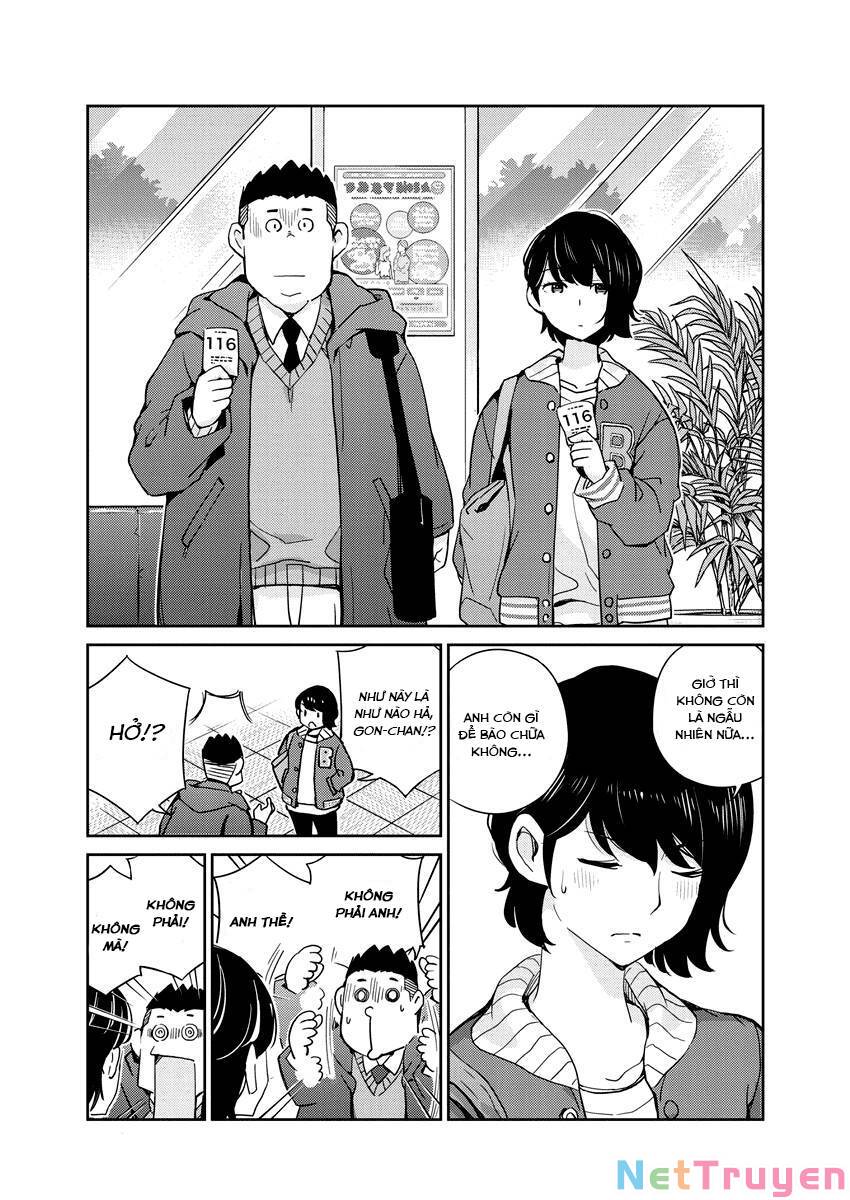 116
116
B
NHƯ NÀY LÀ
NHƯ NÀO HẢ,
GON-CHAN!?
HỞ!?
B
GIỜ THÌ
KHÔNG CÒN
LÀ NGẪU
NHIÊN NỮA...
ANH CÒN GÌ
ĐỂ BÀO CHỮA
KHÔNG...
KHÔNG
PHẢI ANH!
ANH THỀ!
KHÔNG
PHẢI!
KHÔNG
MÀ!
NetTruyen